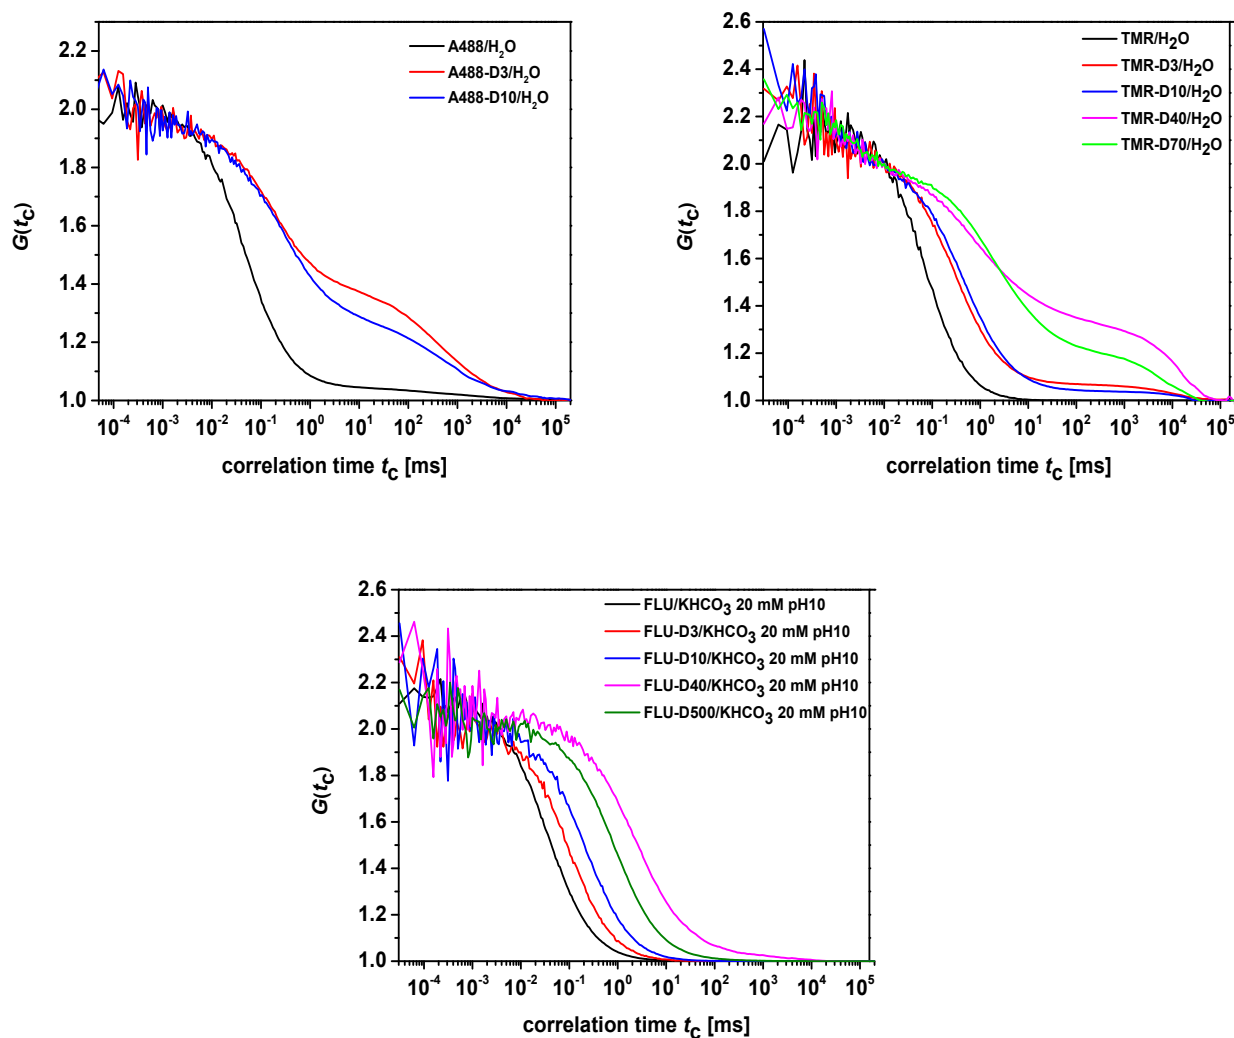 2.2
2.0
1.8
1.6
1.4
1.2
1.0
G(t_C)
A488/H₂O
A488-D3/H₂O
A488-D10/H₂O
10⁻⁴ 10⁻³ 10⁻² 10⁻¹ 10⁰ 10¹ 10² 10³ 10⁴ 10⁵
correlation time t_C [ms]
2.6
2.4
2.2
2.0
1.8
1.6
1.4
1.2
1.0
G(t_C)
TMR/H₂O
TMR-D3/H₂O
TMR-D10/H₂O
TMR-D40/H₂O
TMR-D70/H₂O
10⁻⁴ 10⁻³ 10⁻² 10⁻¹ 10⁰ 10¹ 10² 10³ 10⁴ 10⁵
correlation time t_C [ms]
2.6
2.4
2.2
2.0
1.8
1.6
1.4
1.2
1.0
G(t_C)
FLU/KHCO₃ 20 mM pH10
FLU-D3/KHCO₃ 20 mM pH10
FLU-D10/KHCO₃ 20 mM pH10
FLU-D40/KHCO₃ 20 mM pH10
FLU-D500/KHCO₃ 20 mM pH10
10⁻⁴ 10⁻³ 10⁻² 10⁻¹ 10⁰ 10¹ 10² 10³ 10⁴ 10⁵
correlation time t_C [ms]